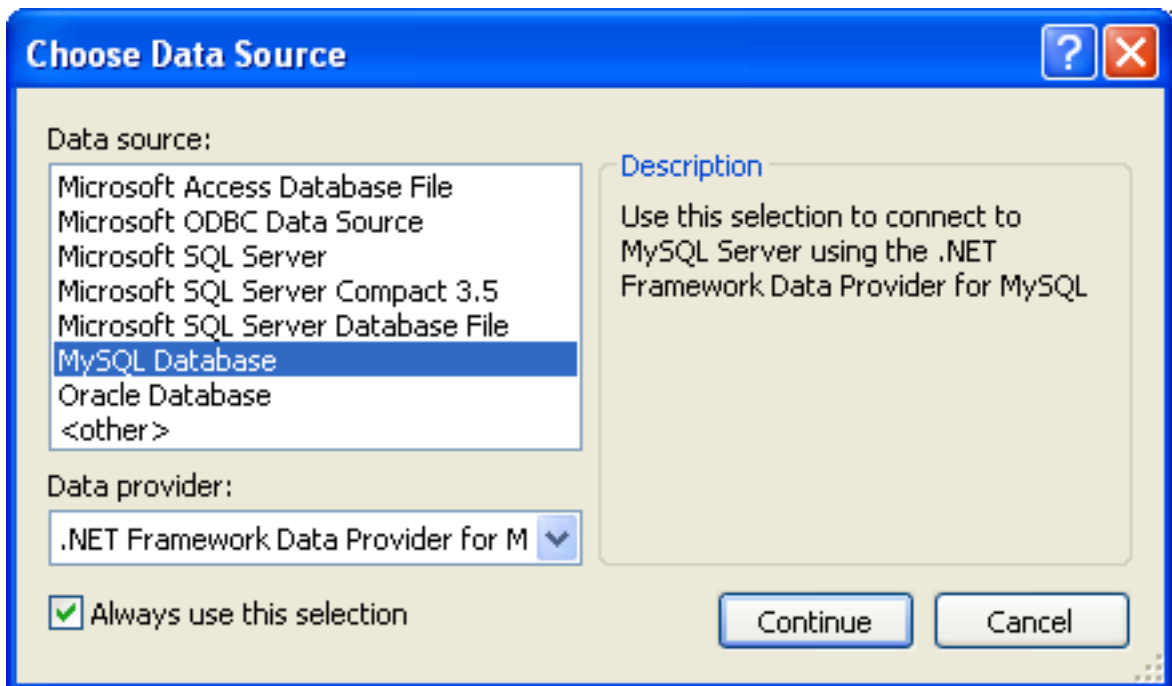 Choose Data Source
Data source:
Microsoft Access Database File
Microsoft ODBC Data Source
Microsoft SQL Server
Microsoft SQL Server Compact 3.5
Microsoft SQL Server Database File
MySQL Database
Oracle Database
<other>
Data provider:
.NET Framework Data Provider for M
Always use this selection
Description
Use this selection to connect to
MySQL Server using the .NET
Framework Data Provider for MySQL
Continue
Cancel